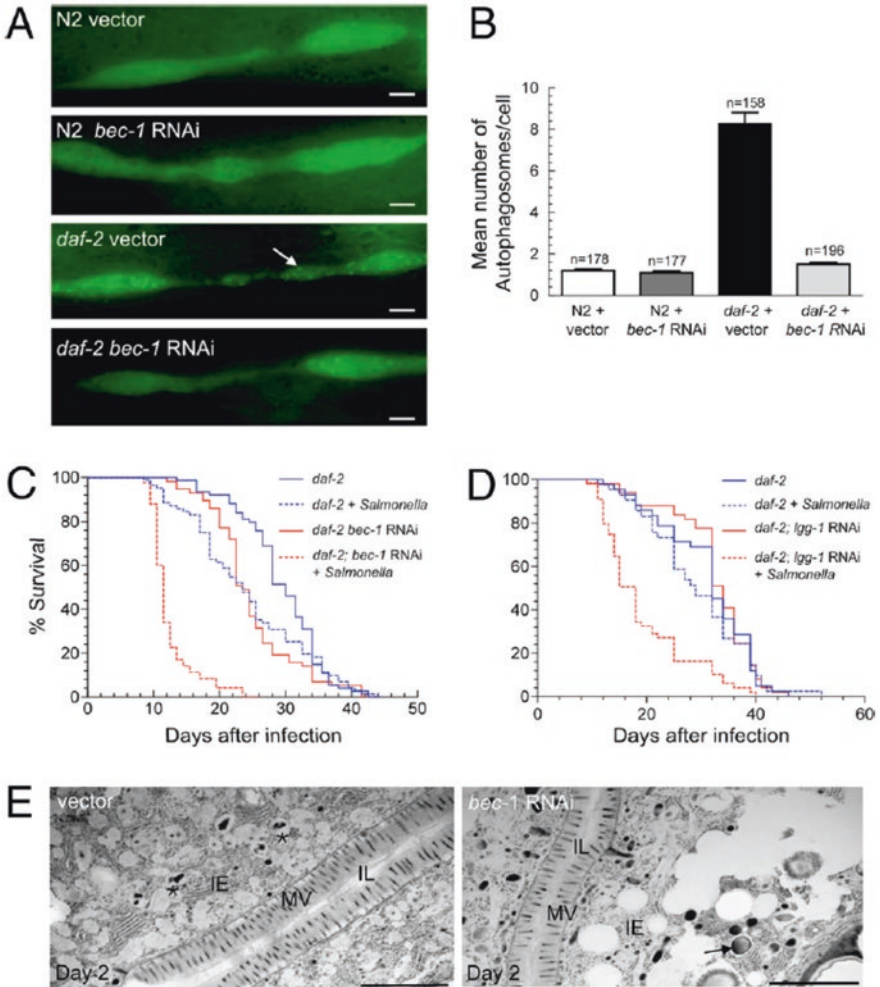 A
N2 vector
N2 bec-1 RNAi
daf-2 vector
daf-2 bec-1 RNAi
B
Mean number of
Autophagosomes/cell
10
8
6
4
2
0
n=178
n=177
n=158
n=196
N2 +
vector
N2 +
bec-1 RNAi
daf-2 +
vector
daf-2 +
bec-1 RNAi
C
% Survival
100
80
60
40
20
0
0 10 20 30 40 50
Days after infection
daf-2
daf-2 + Salmonella
daf-2 bec-1 RNAi
daf-2; bec-1 RNAi
+ Salmonella
D
100
80
60
40
20
0
0 20 40 60
Days after infection
daf-2
daf-2 + Salmonella
daf-2; lgg-1 RNAi
daf-2; lgg-1 RNAi
+ Salmonella
E
vector
*
*
IE
MV
IL
Day 2
bec-1 RNAi
IL
MV
IE
Day 2